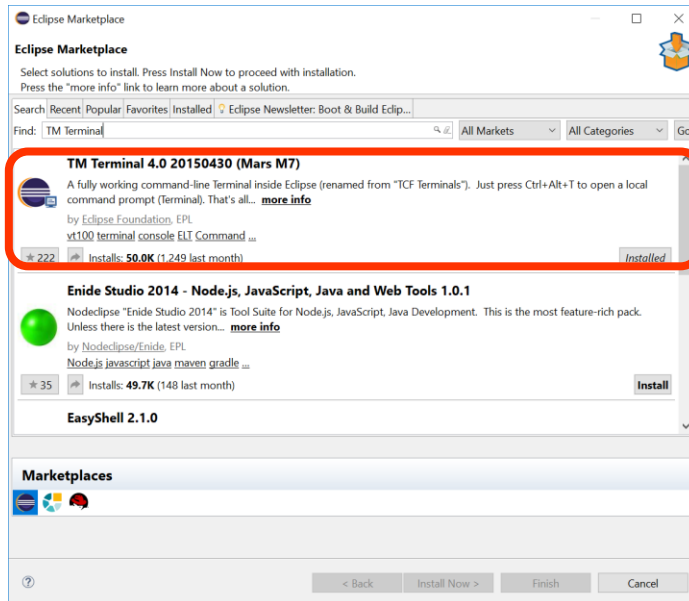 Eclipse Marketplace
Eclipse Marketplace
Select solutions to install. Press Install Now to proceed with installation.
Press the "more info" link to learn more about a solution.
Search Recent Popular Favorites Installed Eclipse Newsletter: Boot & Build Eclip...
Find: TM Terminal All Markets All Categories Go
TM Terminal 4.0 20150430 (Mars M7)
A fully working command-line Terminal inside Eclipse (renamed from "TCF Terminals"). Just press Ctrl+Alt+T to open a local
command prompt (Terminal). That's all... more info
by Eclipse Foundation, EPL
vt100 terminal console ELT Command ...
222 Installs: 50.0K (1,249 last month) Installed
Enide Studio 2014 - Node.js, JavaScript, Java and Web Tools 1.0.1
Nodeclipse "Enide Studio 2014" is Tool Suite for Node.js, JavaScript, Java Development. This is the most feature-rich pack.
Unless there is the latest version... more info
by Nodeclipse/Enide, EPL
Node.js javascript java maven gradle ...
35 Installs: 49.7K (148 last month) Install
EasyShell 2.1.0
Marketplaces
? < Back Install Now > Finish Cancel